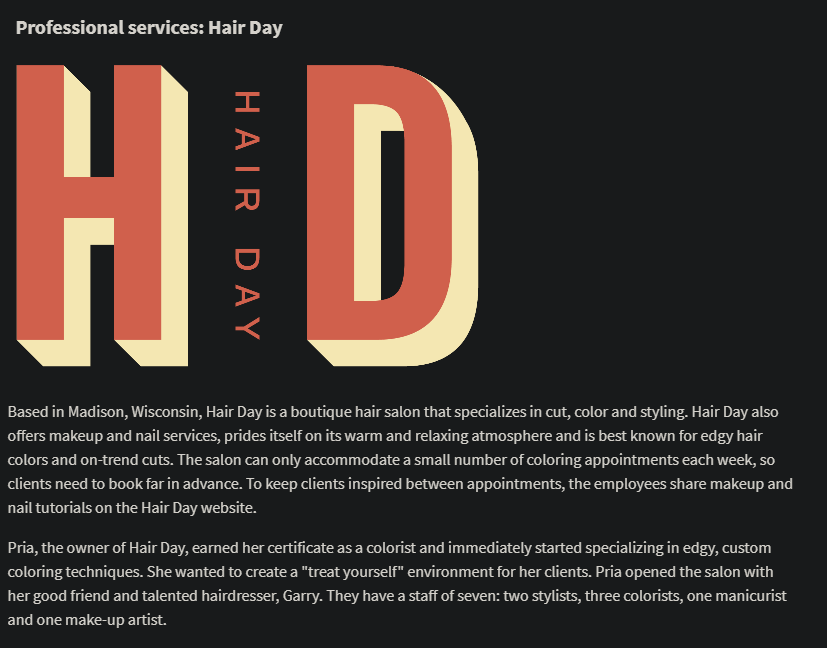 Professional services: Hair Day
H
HAIR DAY
D
Based in Madison, Wisconsin, Hair Day is a boutique hair salon that specializes in cut, color and styling. Hair Day also
offers makeup and nail services, prides itself on its warm and relaxing atmosphere and is best known for edgy hair
colors and on-trend cuts. The salon can only accommodate a small number of coloring appointments each week, so
clients need to book far in advance. To keep clients inspired between appointments, the employees share makeup and
nail tutorials on the Hair Day website.
Pria, the owner of Hair Day, earned her certificate as a colorist and immediately started specializing in edgy, custom
coloring techniques. She wanted to create a "treat yourself" environment for her clients. Pria opened the salon with
her good friend and talented hairdresser, Garry. They have a staff of seven: two stylists, three colorists, one manicurist
and one make-up artist.